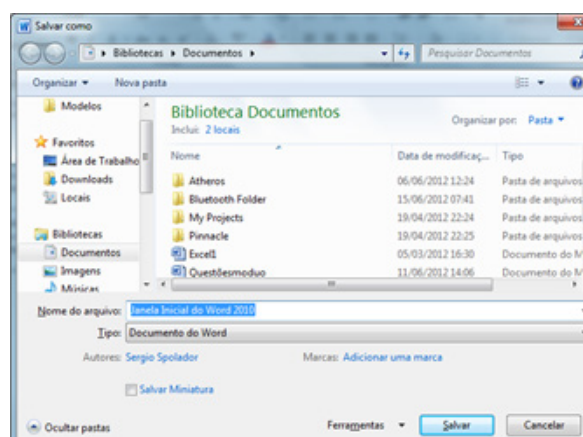 Salvar como
Bibliotecas ▸ Documentos ▸
Pesquisar Documentos
Organizar Nova pasta
Modelos
Favoritos
Área de Trabalho
Downloads
Locais
Bibliotecas
Documentos
Imagens
Músicas
Biblioteca Documentos
Inclui: 2 locais
Organizar por: Pasta
Nome Data de modificaç... Tipo
Atheros 06/06/2012 12:24 Pasta de arquivos
Bluetooth Folder 15/06/2012 07:41 Pasta de arquivos
My Projects 19/04/2012 22:24 Pasta de arquivos
Pinnacle 19/04/2012 22:25 Pasta de arquivos
Excel1 05/03/2012 16:30 Documento do M
Questõesmoduo 11/06/2012 14:06 Documento do M
Nome do arquivo: Janela Inicial do Word 2010
Tipo: Documento do Word
Autores: Sergio Spolador Marcas: Adicionar uma marca
Salvar Miniatura
Ocultar pastas Ferramentas Salvar Cancelar